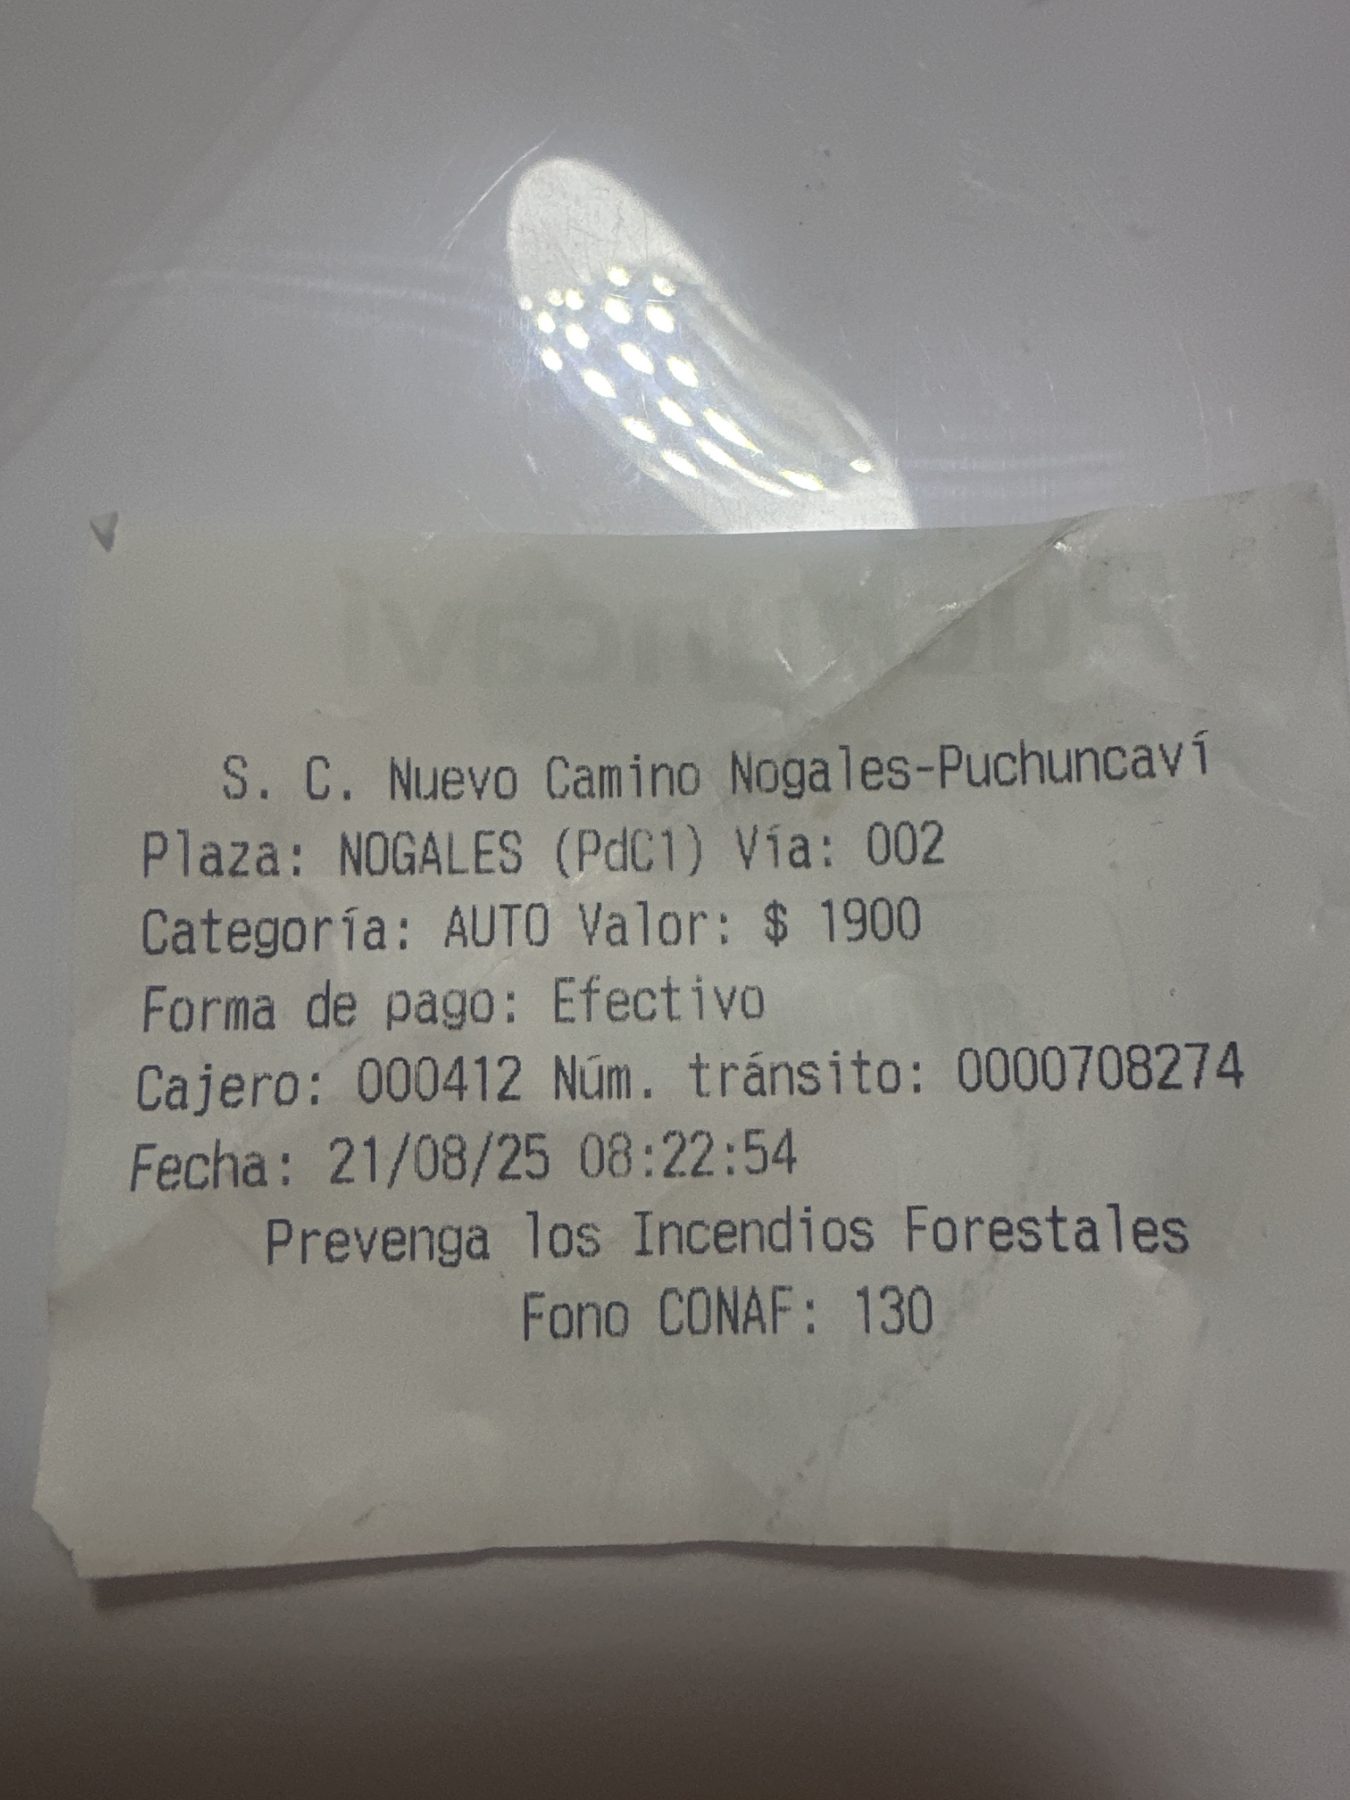 S. C. Nuevo Camino Nogales-Puchuncaví
Plaza: NOGALES (PdC1) Vía: 002
Categoría: AUTO Valor: $ 1900
Forma de pago: Efectivo
Cajero: 000412 Núm. tránsito: 0000708274
Fecha: 21/08/25 08:22:54
Prevenga los Incendios Forestales
Fono CONAF: 130